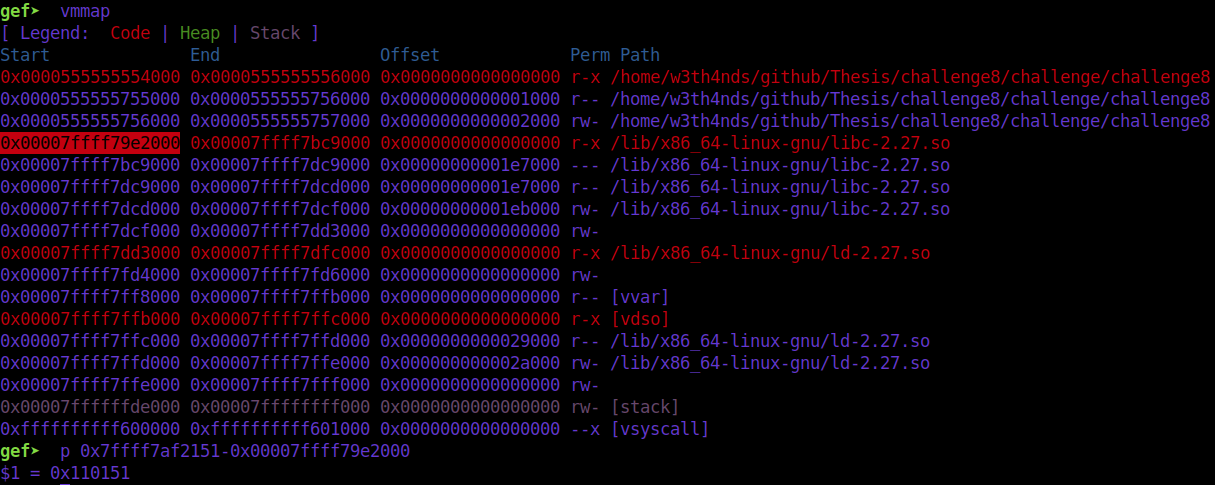 gef➤  vmmap
[ Legend:  Code | Heap | Stack ]
Start              End                Offset             Perm Path
0x0000555555554000 0x0000555555556000 0x0000000000000000 r-x /home/w3th4nds/github/Thesis/challenge8/challenge/challenge8
0x0000555555755000 0x0000555555756000 0x0000000000001000 r-- /home/w3th4nds/github/Thesis/challenge8/challenge/challenge8
0x0000555555756000 0x0000555555757000 0x0000000000002000 rw- /home/w3th4nds/github/Thesis/challenge8/challenge/challenge8
0x00007ffff79e2000 0x00007ffff7bc9000 0x0000000000000000 r-x /lib/x86_64-linux-gnu/libc-2.27.so
0x00007ffff7bc9000 0x00007ffff7dc9000 0x00000000001e7000 --- /lib/x86_64-linux-gnu/libc-2.27.so
0x00007ffff7dc9000 0x00007ffff7dcd000 0x00000000001e7000 r-- /lib/x86_64-linux-gnu/libc-2.27.so
0x00007ffff7dcd000 0x00007ffff7dcf000 0x00000000001eb000 rw- /lib/x86_64-linux-gnu/libc-2.27.so
0x00007ffff7dcf000 0x00007ffff7dd3000 0x0000000000000000 rw-
0x00007ffff7dd3000 0x00007ffff7dfc000 0x0000000000000000 r-x /lib/x86_64-linux-gnu/ld-2.27.so
0x00007ffff7fd4000 0x00007ffff7fd6000 0x0000000000000000 rw-
0x00007ffff7ff8000 0x00007ffff7ffb000 0x0000000000000000 r-- [vvar]
0x00007ffff7ffb000 0x00007ffff7ffc000 0x0000000000000000 r-x [vdso]
0x00007ffff7ffc000 0x00007ffff7ffd000 0x0000000000029000 r-- /lib/x86_64-linux-gnu/ld-2.27.so
0x00007ffff7ffd000 0x00007ffff7ffe000 0x000000000002a000 rw- /lib/x86_64-linux-gnu/ld-2.27.so
0x00007ffff7ffe000 0x00007ffff7fff000 0x0000000000000000 rw-
0x00007ffffffde000 0x00007ffffffff000 0x0000000000000000 rw- [stack]
0xffffffffff600000 0xffffffffff601000 0x0000000000000000 --x [vsyscall]
gef➤  p 0x7ffff7af2151-0x00007ffff79e2000
$1 = 0x110151